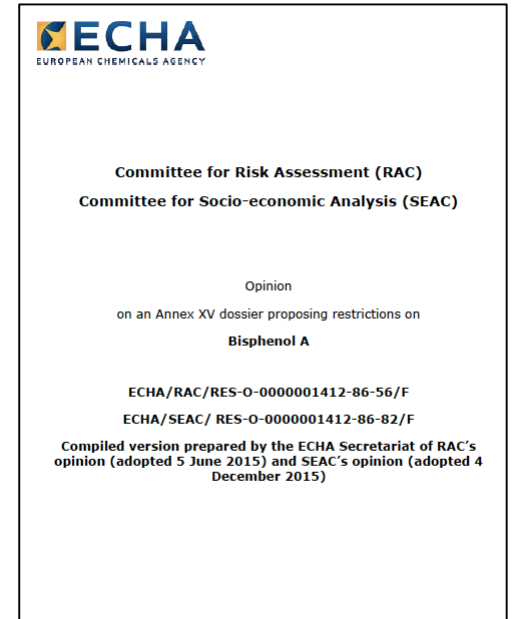 ECHA
EUROPEAN CHEMICALS AGENCY
Committee for Risk Assessment (RAC)
Committee for Socio-economic Analysis (SEAC)
Opinion
on an Annex XV dossier proposing restrictions on
Bisphenol A
ECHA/RAC/RES-O-0000001412-86-56/F
ECHA/SEAC/ RES-O-0000001412-86-82/F
Compiled version prepared by the ECHA Secretariat of RAC's
opinion (adopted 5 June 2015) and SEAC's opinion (adopted 4
December 2015)